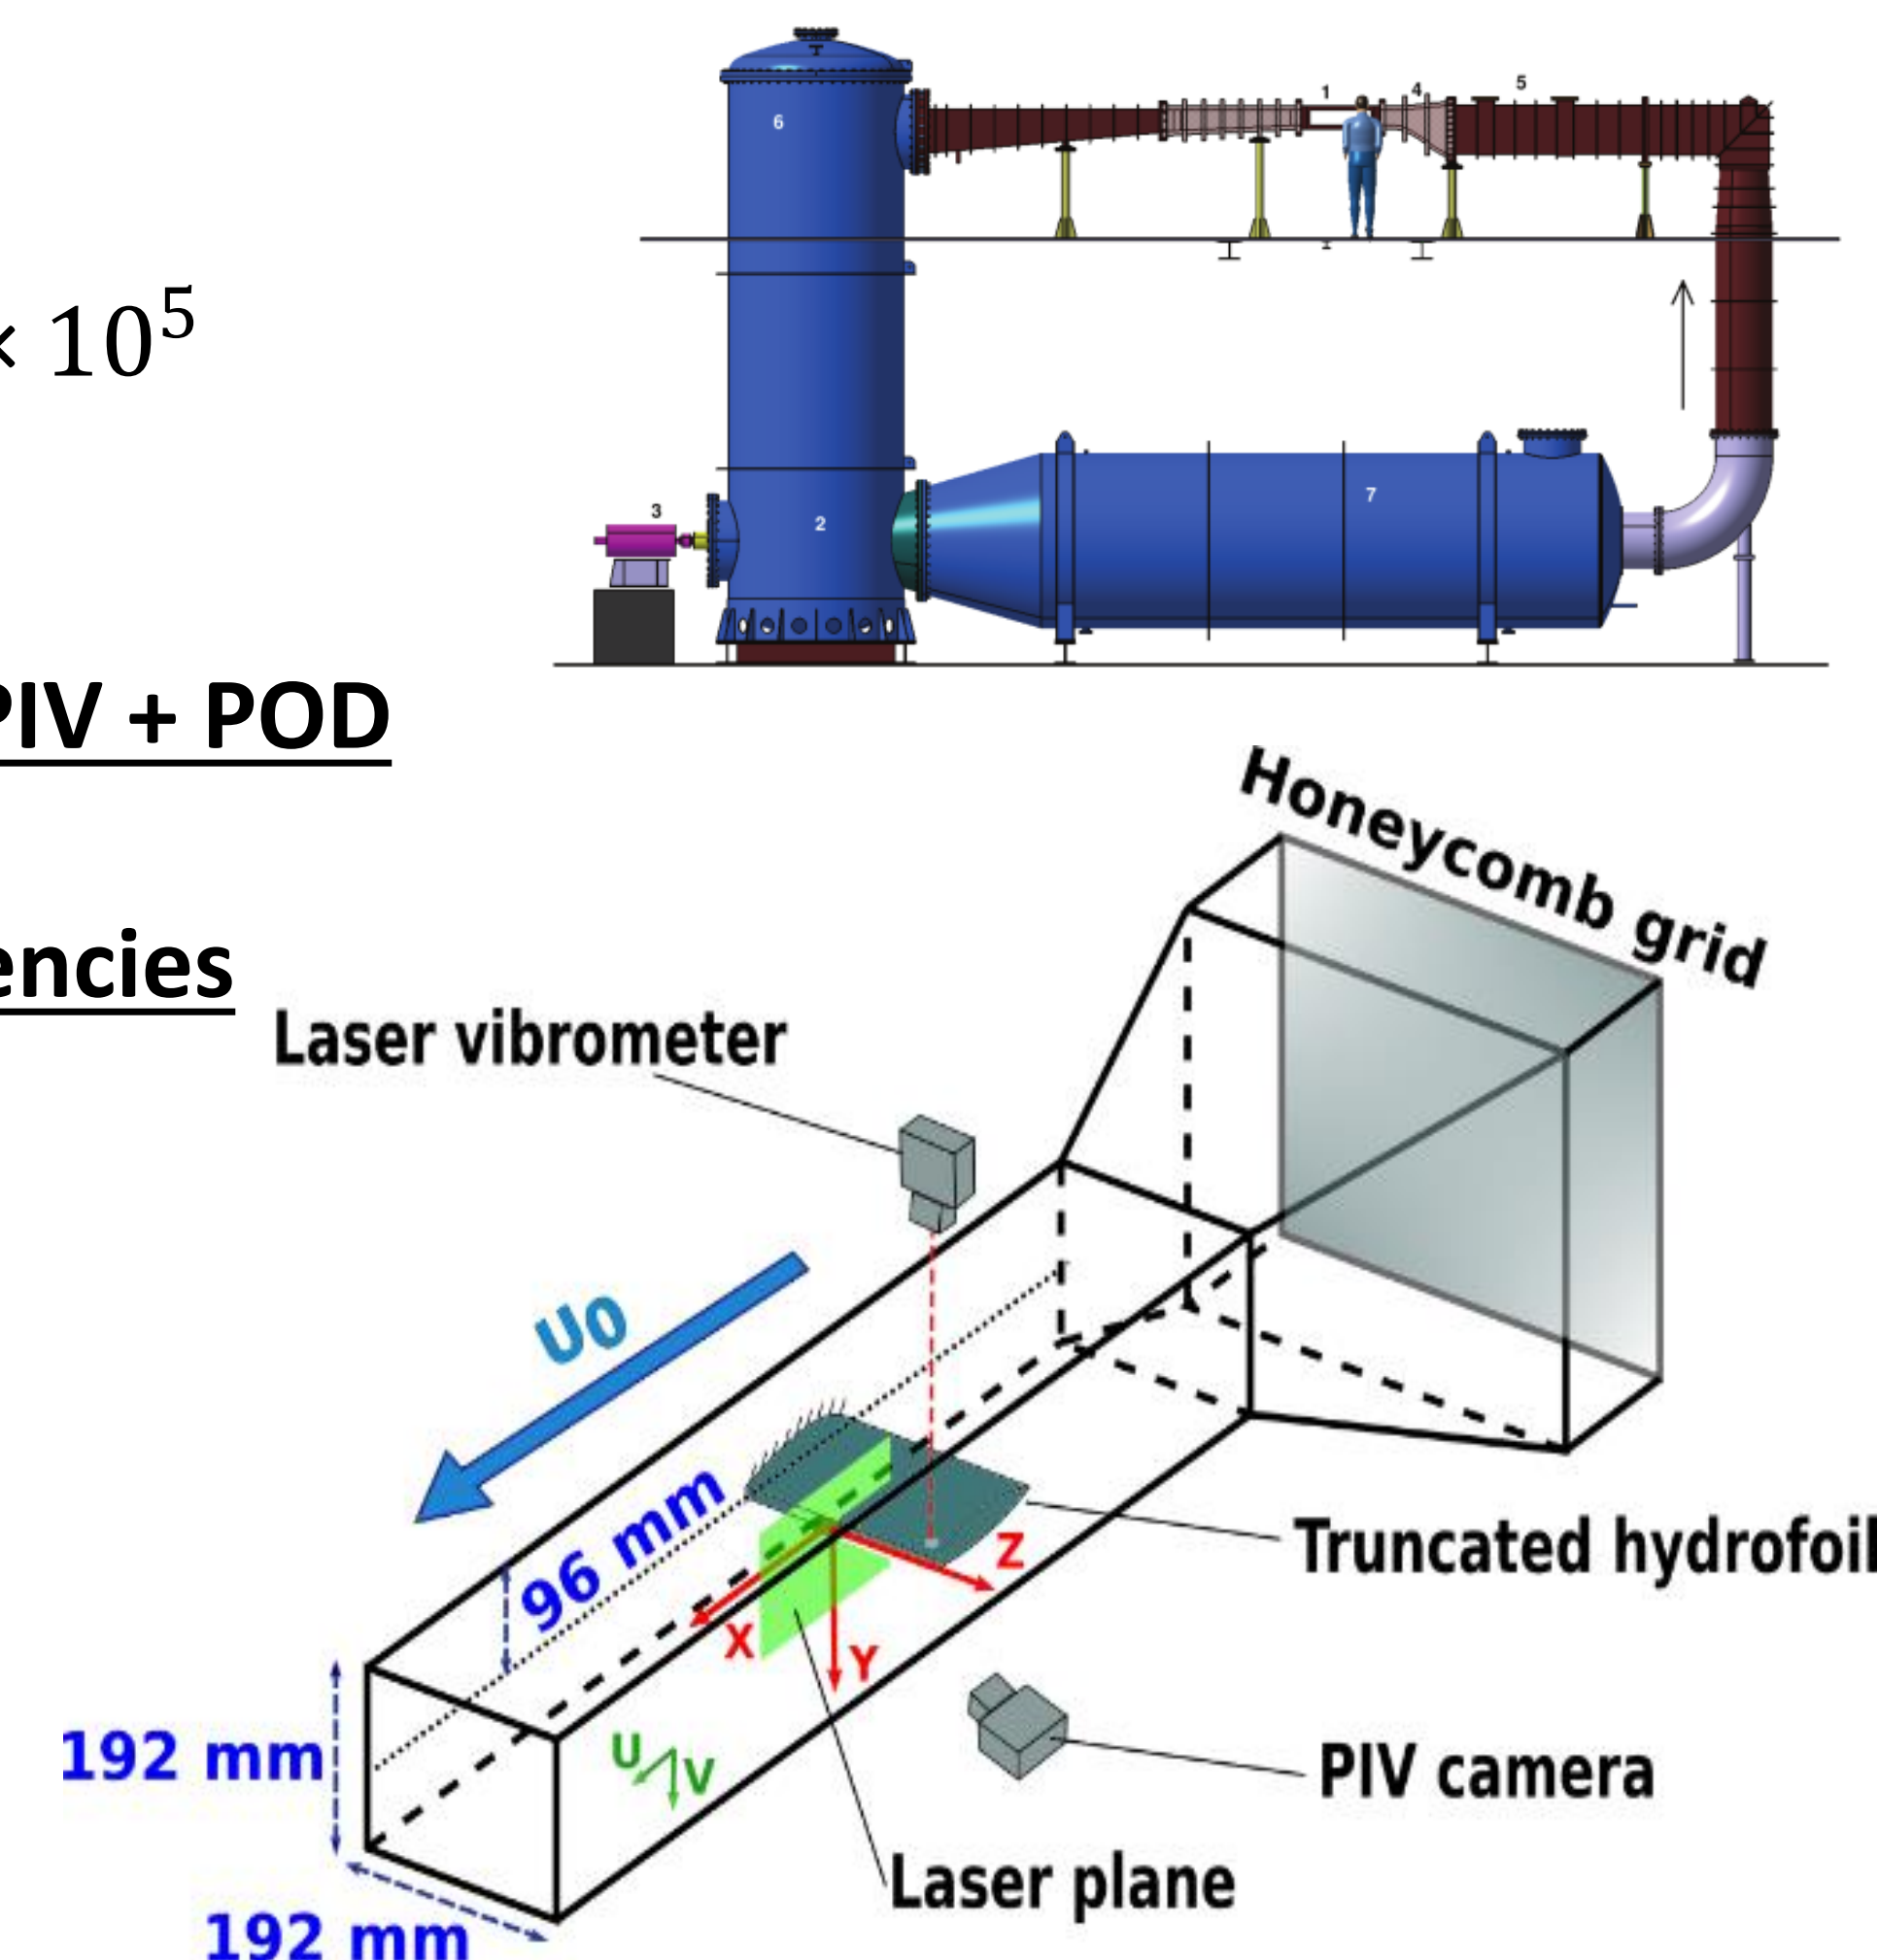 1
4
5
6
× 10⁵
7
3
2
PIV + POD
Honeycomb grid
encies
Laser vibrometer
U0
96 mm
Truncated hydrofoil
Z
X
Y
192 mm
U
V
PIV camera
Laser plane
192 mm